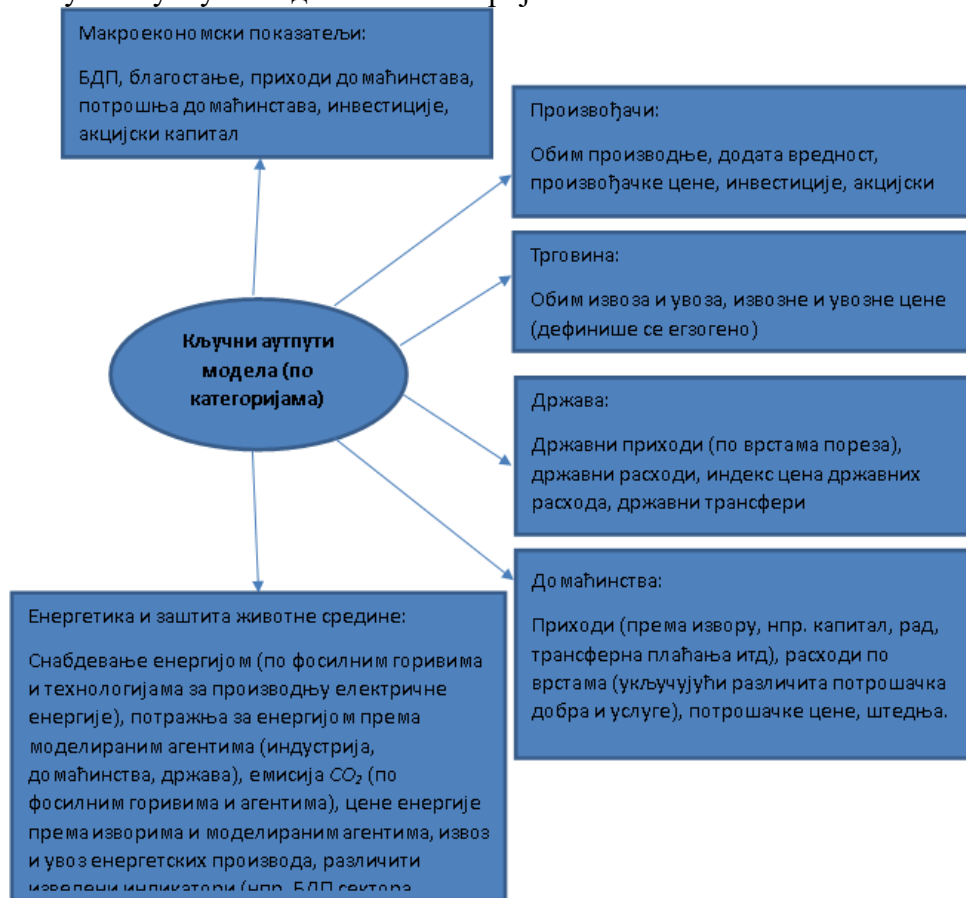 Макроекономски показатељи:
БДП, благостање, приходи домаћинстава,
потрошња домаћинстава, инвестиције,
акцијски капитал
Произвођачи:
Обим производње, додата вредност,
произвођачке цене, инвестиције, акцијски
Трговина:
Обим извоза и увоза, извозне и увозне цене
(дефинише се егзогено)
Кључни аутпути
модела (по
категоријама)
Држава:
Државни приходи (по врстама пореза),
државни расходи, индекс цена државних
расхода, државни трансфери
Домаћинства:
Приходи (према извору, нпр. капитал, рад,
трансферна плаћања итд), расходи по
врстама (укључујући различита потрошачка
добра и услуге), потрошачке цене, штедња.
Енергетика и заштита животне средине:
Снабдевање енергијом (по фосилним горивима
и технологијама за производњу електричне
енергије), потражња за енергијом према
моделираним агентима (индустрија,
домаћинства, држава), емисија CO₂ (по
фосилним горивима и агентима), цене енергије
према изворима и моделираним агентима, извоз
и увоз енергетских производа, различити
изведени индикатори (нпр. БДП сектора